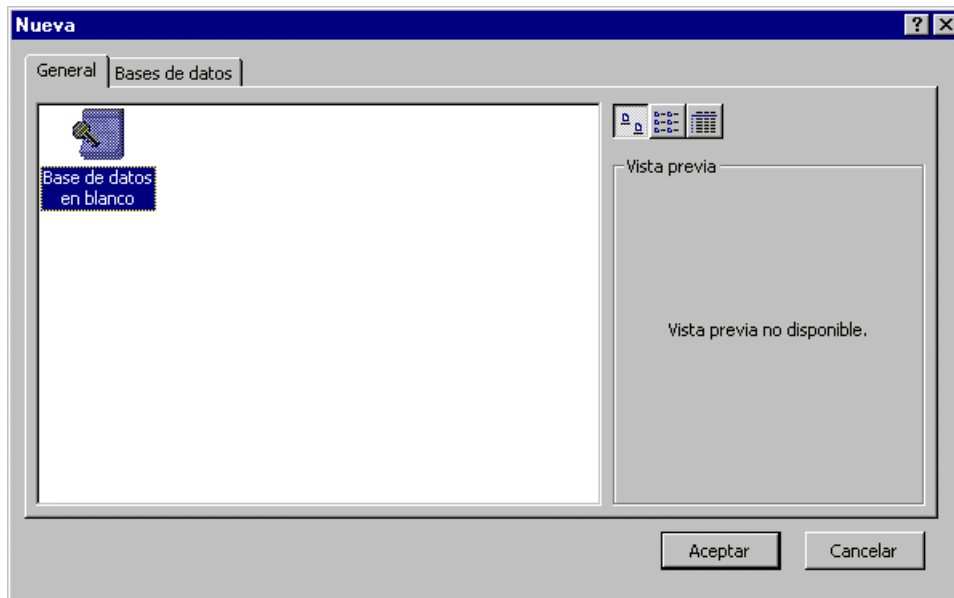 Nueva
General
Bases de datos
Base de datos
en blanco
Vista previa
Vista previa no disponible.
Aceptar
Cancelar